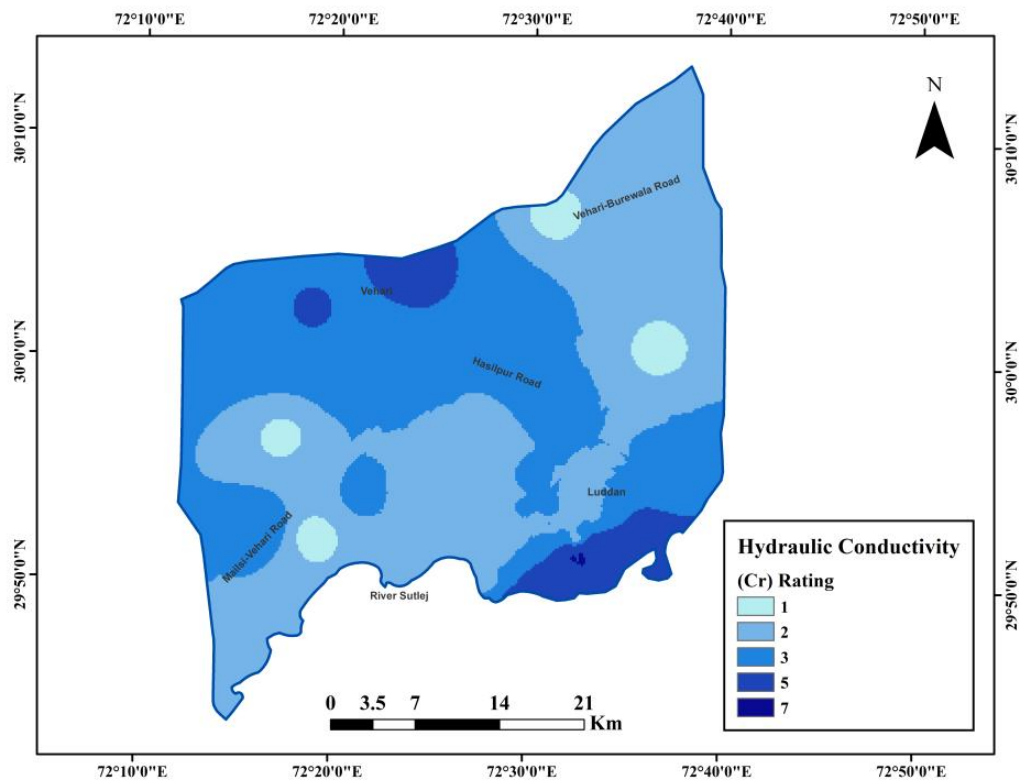 72°10'0"E 72°20'0"E 72°30'0"E 72°40'0"E 72°50'0"E
N
30°10'0"N
30°10'0"N
Vehari-Burewala Road
Vehari
30°0'0"N
Hasilpur Road
30°0'0"N
Luddan
Mailsi-Vehari Road
29°50'0"N
River Sutlej
29°50'0"N
Hydraulic Conductivity
(Cr) Rating
1
2
3
5
7
0 3.5 7 14 21
Km
72°10'0"E 72°20'0"E 72°30'0"E 72°40'0"E 72°50'0"E